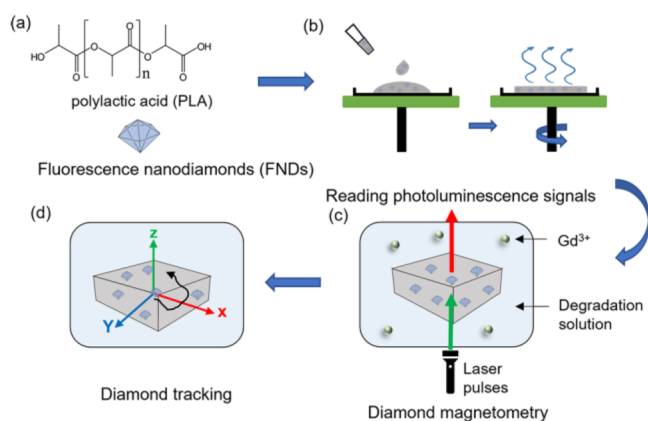 (a)
O
O
OH
HO
O
O
n
O
polylactic acid (PLA)
Fluorescence nanodiamonds (FNDs)
(b)
Reading photoluminescence signals
(c)
Gd³⁺
Degradation
solution
Laser
pulses
Diamond magnetometry
(d)
z
x
Y
Diamond tracking